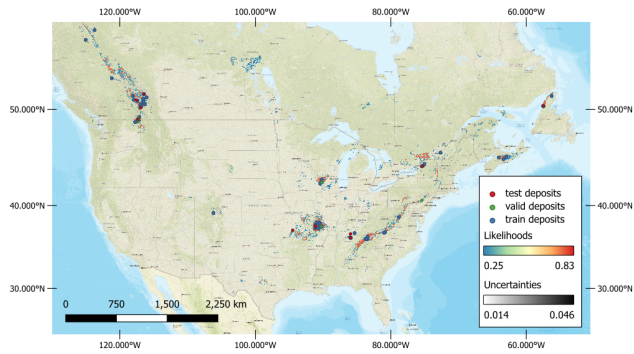 120.000°W 100.000°W 80.000°W 60.000°W
50.000°N 50.000°N
40.000°N 40.000°N
30.000°N 30.000°N
test deposits
valid deposits
train deposits
Likelihoods
0.25 0.83
Uncertainties
0.014 0.046
0 750 1,500 2,250 km
120.000°W 100.000°W 80.000°W 60.000°W